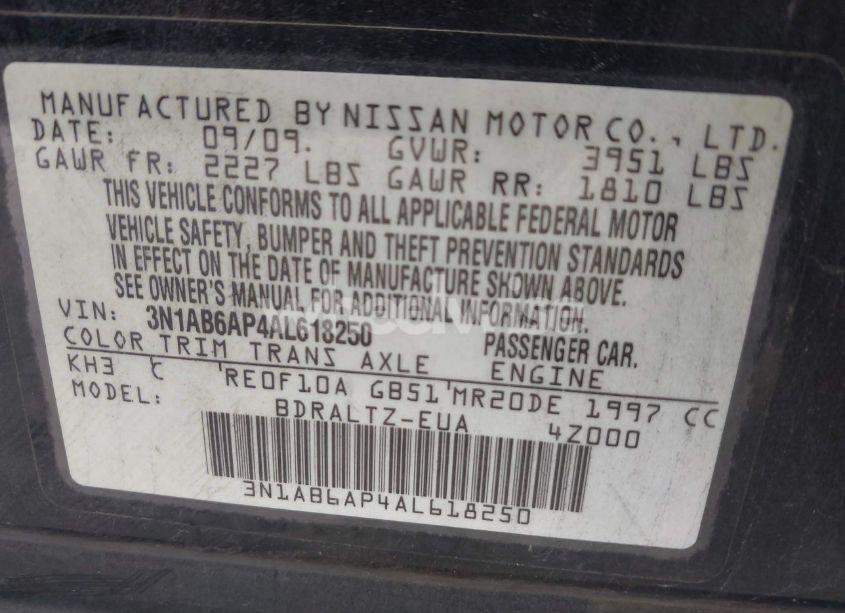 MANUFACTURED BY NISSAN MOTOR CO., LTD.
DATE: 09/09. GVWR: 3951 LBS
GAWR FR: 2227 LBS GAWR RR: 1810 LBS
THIS VEHICLE CONFORMS TO ALL APPLICABLE FEDERAL MOTOR
VEHICLE SAFETY, BUMPER AND THEFT PREVENTION STANDARDS
IN EFFECT ON THE DATE OF MANUFACTURE SHOWN ABOVE.
SEE OWNER'S MANUAL FOR ADDITIONAL INFORMATION
VIN: 3N1AB6AP4AL618250 PASSENGER CAR.
COLOR TRIM TRANS AXLE ENGINE
KH3 C RE0F10A GB51 MR20DE 1997 CC
MODEL: BDRALTZ-EUA 4Z000
3N1AB6AP4AL618250